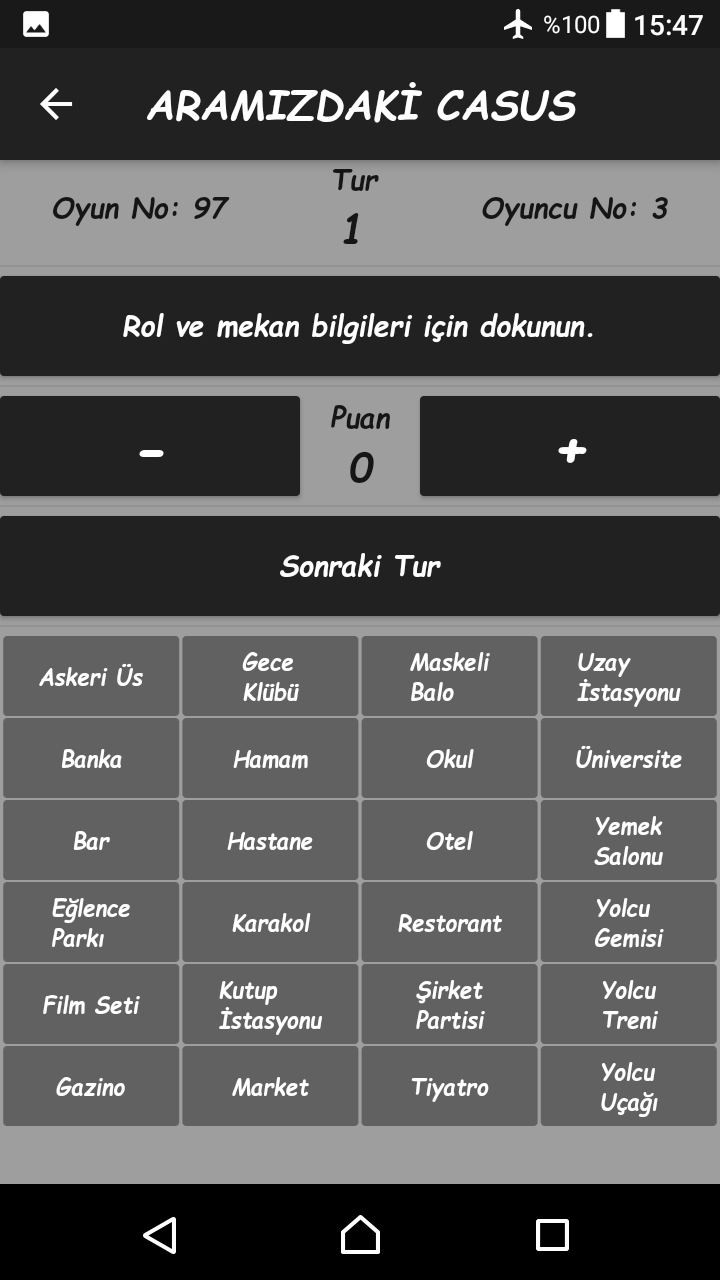 %100 15:47
ARAMIZDAKİ CASUS
Oyun No: 97
Tur
1
Oyuncu No: 3
Rol ve mekan bilgileri için dokunun.
-
Puan
0
+
Sonraki Tur
Askeri Üs
Gece
Klübü
Maskeli
Balo
Uzay
İstasyonu
Banka
Hamam
Okul
Üniversite
Bar
Hastane
Otel
Yemek
Salonu
Eğlence
Parkı
Karakol
Restorant
Yolcu
Gemisi
Film Seti
Kutup
İstasyonu
Şirket
Partisi
Yolcu
Treni
Gazino
Market
Tiyatro
Yolcu
Uçağı